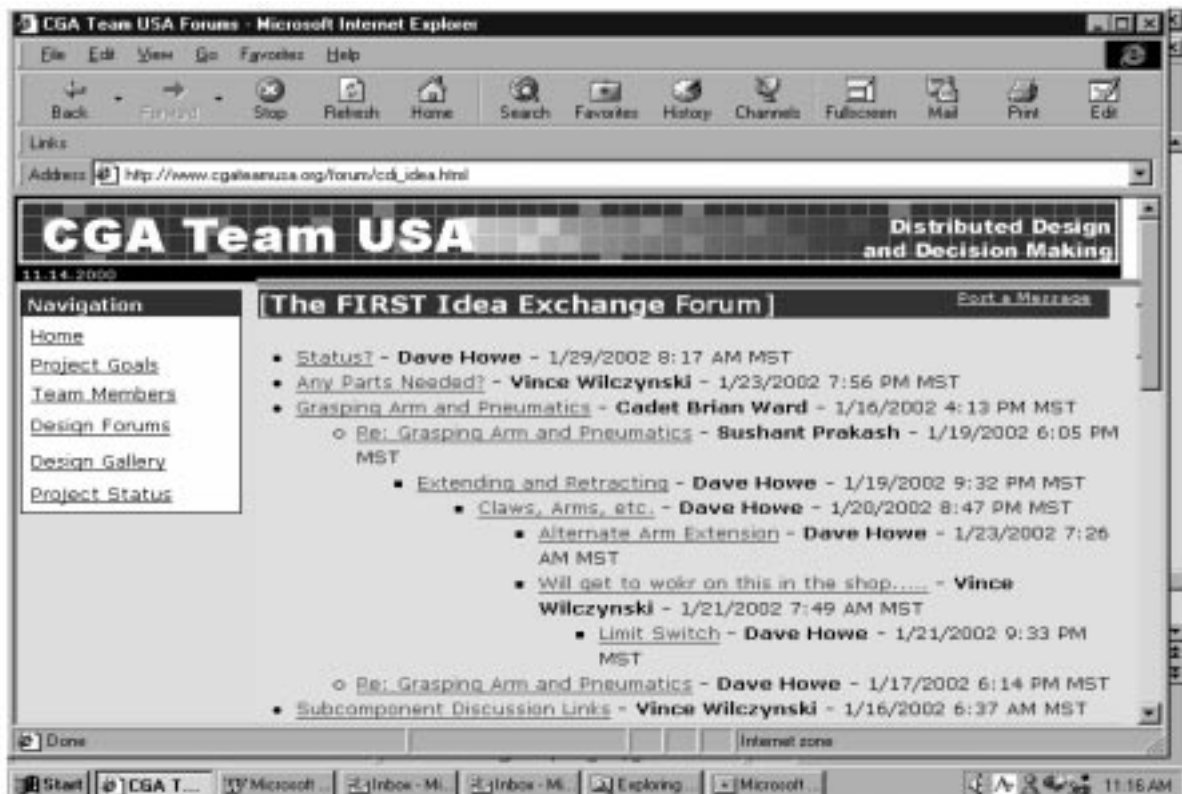 CGA Team USA Forums - Microsoft Internet Explorer
File Edit View Go Favorites Help
Back Forward Stop Refresh Home Search Favorites History Channels Fullscreen Mail Print Edit
Links
Address http://www.cgateamusa.org/forum/cdi_idea.html
CGA Team USA
Distributed Design
and Decision Making
11.14.2000
Navigation
Home
Project Goals
Team Members
Design Forums
Design Gallery
Project Status
[The FIRST Idea Exchange Forum]
Post a Message
• Status? - Dave Howe - 1/29/2002 8:17 AM MST
• Any Parts Needed? - Vince Wilczynski - 1/23/2002 7:56 PM MST
• Grasping Arm and Pneumatics - Cadet Brian Ward - 1/16/2002 4:13 PM MST
o Re: Grasping Arm and Pneumatics - Sushant Prakash - 1/19/2002 6:05 PM
MST
▪ Extending and Retracting - Dave Howe - 1/19/2002 9:32 PM MST
▪ Claws, Arms, etc. - Dave Howe - 1/20/2002 8:47 PM MST
▪ Alternate Arm Extension - Dave Howe - 1/23/2002 7:26
AM MST
▪ Will get to wokr on this in the shop..... - Vince
Wilczynski - 1/21/2002 7:49 AM MST
▪ Limit Switch - Dave Howe - 1/21/2002 9:33 PM
MST
o Re: Grasping Arm and Pneumatics - Dave Howe - 1/17/2002 6:14 PM MST
• Subcomponent Discussion Links - Vince Wilczynski - 1/16/2002 6:37 AM MST
Done
Internet zone
Start CGA T... Microsoft ... Inbox - Mi... Inbox - Mi... Exploring... Microsoft ... 11:16 AM